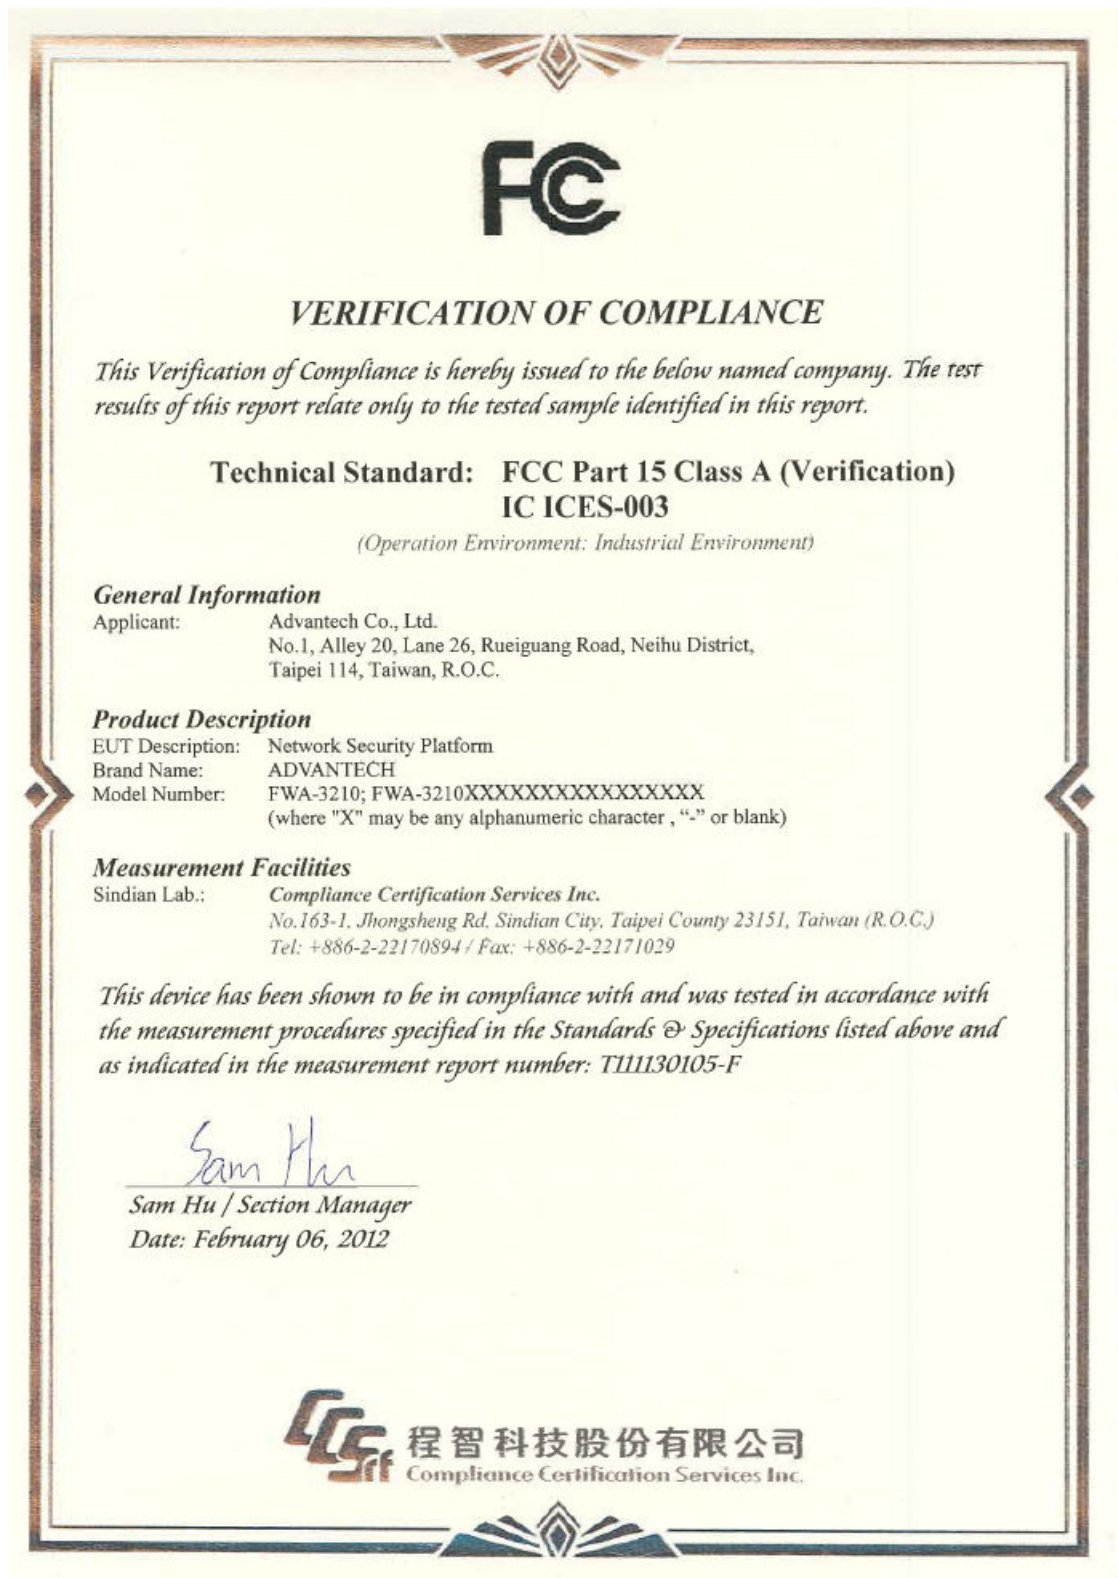 FCC
VERIFICATION OF COMPLIANCE
This Verification of Compliance is hereby issued to the below named company. The test
results of this report relate only to the tested sample identified in this report.
Technical Standard: FCC Part 15 Class A (Verification)
IC ICES-003
(Operation Environment: Industrial Environment)
General Information
Applicant: Advantech Co., Ltd.
No.1, Alley 20, Lane 26, Rueiguang Road, Neihu District,
Taipei 114, Taiwan, R.O.C.
Product Description
EUT Description: Network Security Platform
Brand Name: ADVANTECH
Model Number: FWA-3210; FWA-3210XXXXXXXXXXXXXXXX
(where "X" may be any alphanumeric character , “-” or blank)
Measurement Facilities
Sindian Lab.: Compliance Certification Services Inc.
No.163-1, Jhongsheng Rd, Sindian City, Taipei County 23151, Taiwan (R.O.C.)
Tel: +886-2-22170894 / Fax: +886-2-22171029
This device has been shown to be in compliance with and was tested in accordance with
the measurement procedures specified in the Standards & Specifications listed above and
as indicated in the measurement report number: T111130105-F
Sam Hu
Sam Hu / Section Manager
Date: February 06, 2012
程智科技股份有限公司
Compliance Certification Services Inc.